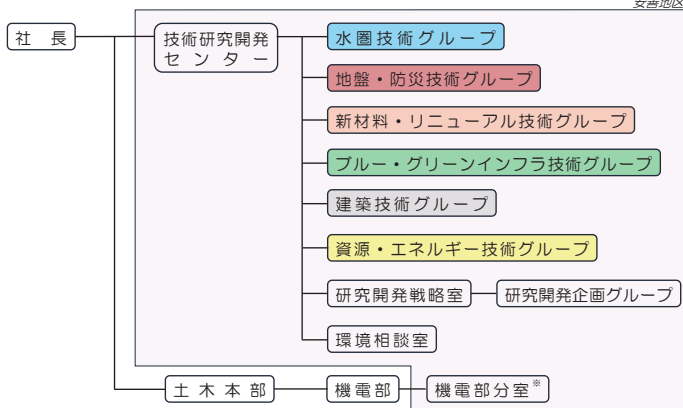 安善地区
社長
技術研究開発
センター
水圏技術グループ
地盤・防災技術グループ
新材料・リニューアル技術グループ
ブルー・グリーンインフラ技術グループ
建築技術グループ
資源・エネルギー技術グループ
研究開発戦略室
研究開発企画グループ
環境相談室
土木本部
機電部
機電部分室※